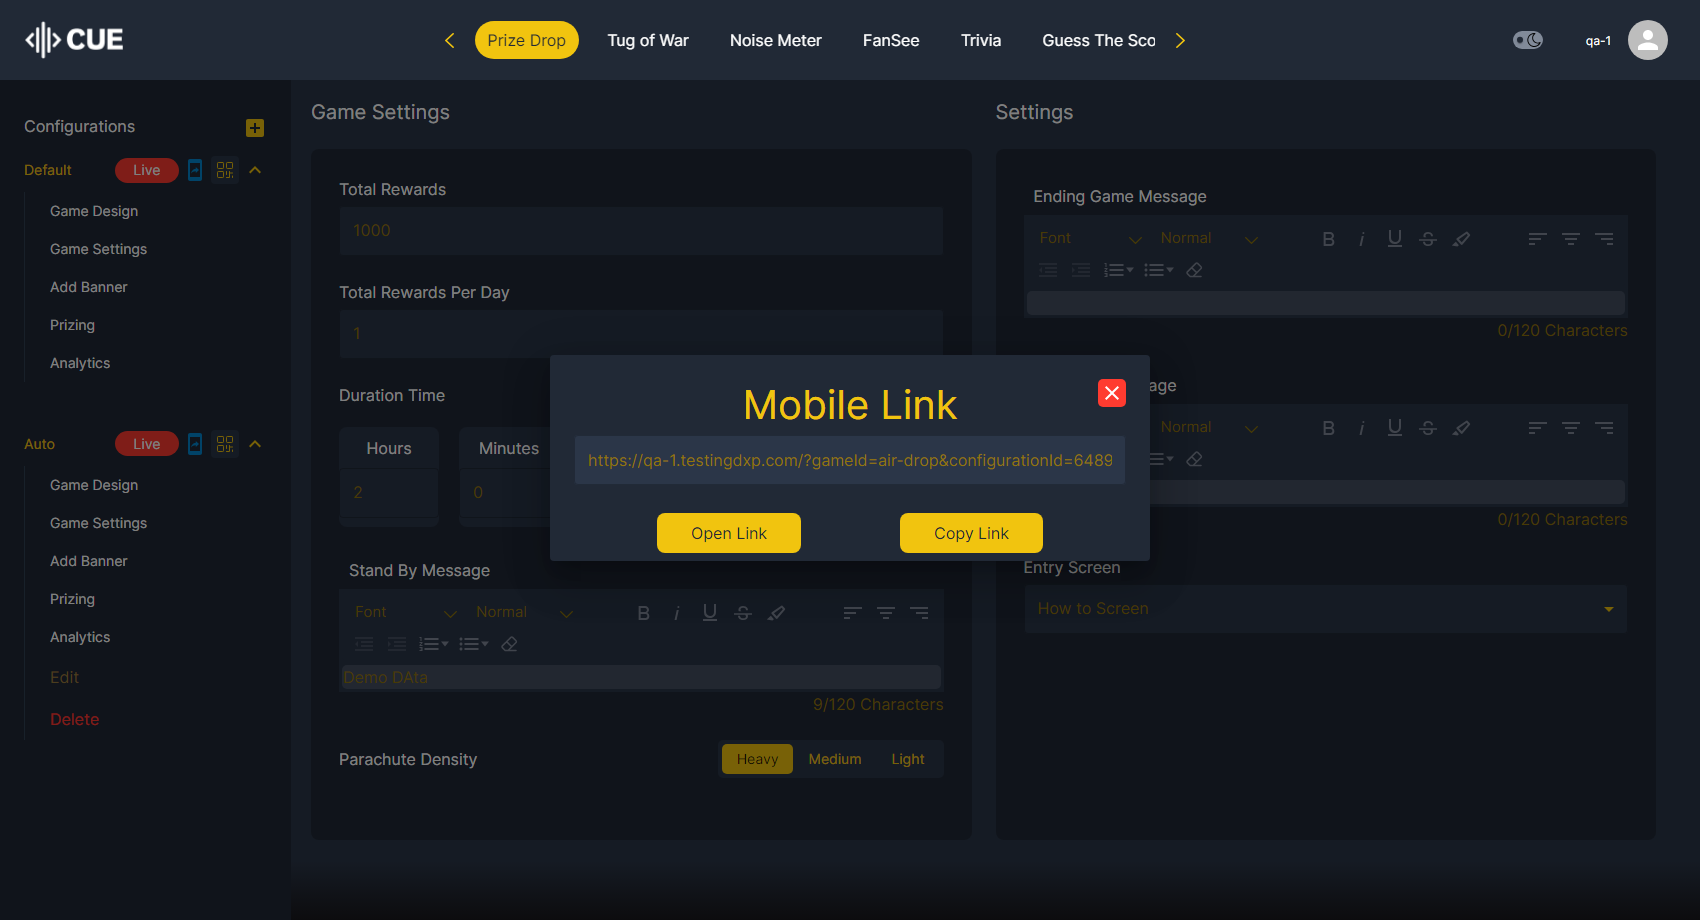 CUE
Prize Drop
Tug of War
Noise Meter
FanSee
Trivia
Guess The Sco
qa-1
Configurations
Default
Live
Game Design
Game Settings
Add Banner
Prizing
Analytics
Auto
Live
Game Design
Game Settings
Add Banner
Prizing
Analytics
Edit
Delete
Game Settings
Total Rewards
1000
Total Rewards Per Day
1
Duration Time
Hours
Minutes
2
0
Stand By Message
Font
Normal
B
i
U
S
Demo DAta
9/120 Characters
Parachute Density
Heavy
Medium
Light
Mobile Link
https://qa-1.testingdxp.com/?gameId=air-drop&configurationId=6489
Open Link
Copy Link
Settings
Ending Game Message
Font
Normal
B
i
U
S
0/120 Characters
age
Normal
B
i
U
S
0/120 Characters
Entry Screen
How to Screen